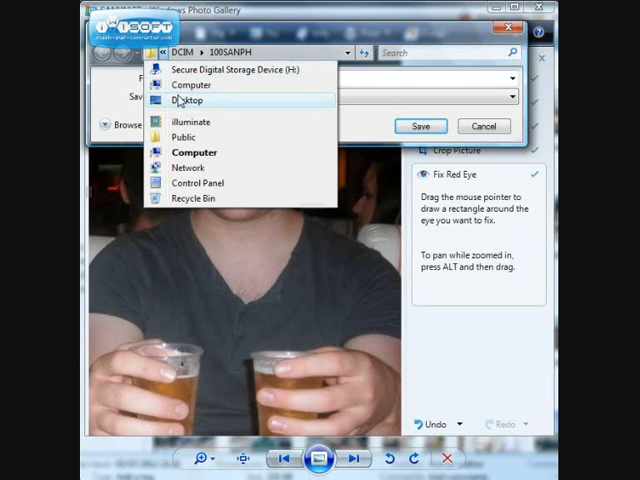 Windows Photo Gallery
iWiSOFT
DCIM
100SANPH
Search
Secure Digital Storage Device (H:)
Computer
Desktop
illuminate
Public
Computer
Network
Control Panel
Recycle Bin
Browse
Save
Cancel
Crop Picture
Fix Red Eye
Drag the mouse pointer to
draw a rectangle around the
eye you want to fix.
To pan while zoomed in,
press ALT and then drag.
Undo
Redo